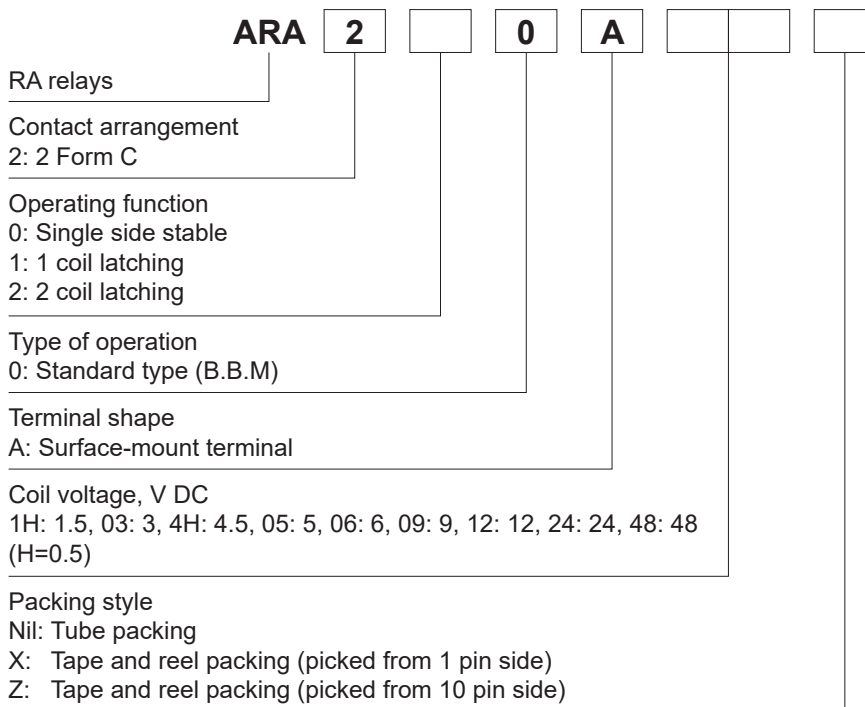 ARA 2 0 A
RA relays
Contact arrangement
2: 2 Form C
Operating function
0: Single side stable
1: 1 coil latching
2: 2 coil latching
Type of operation
0: Standard type (B.B.M)
Terminal shape
A: Surface-mount terminal
Coil voltage, V DC
1H: 1.5, 03: 3, 4H: 4.5, 05: 5, 06: 6, 09: 9, 12: 12, 24: 24, 48: 48
(H=0.5)
Packing style
Nil: Tube packing
X: Tape and reel packing (picked from 1 pin side)
Z: Tape and reel packing (picked from 10 pin side)